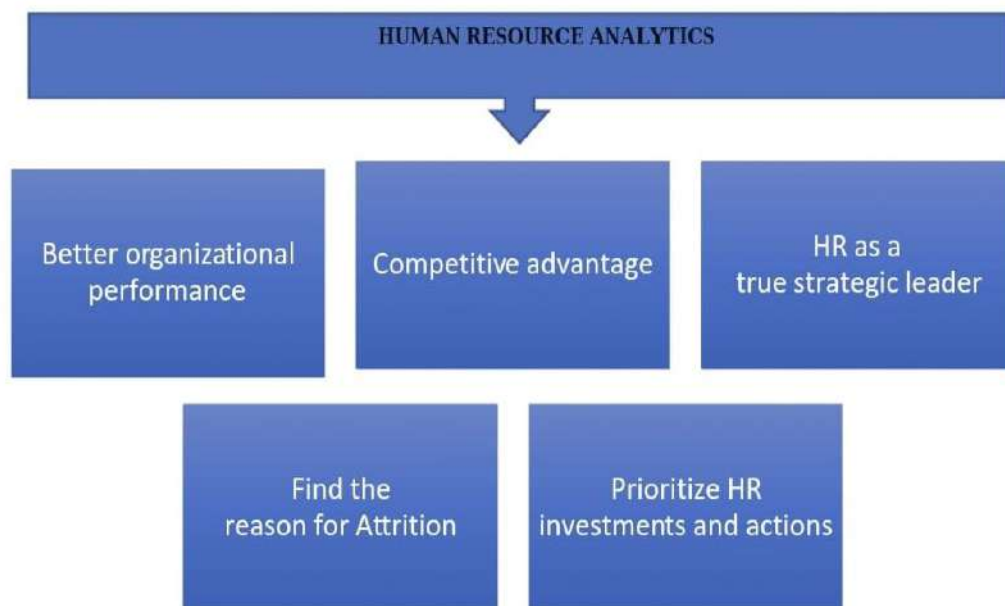 HUMAN RESOURCE ANALYTICS
Better organizational
performance
Competitive advantage
HR as a
true strategic leader
Find the
reason for Attrition
Prioritize HR
investments and actions